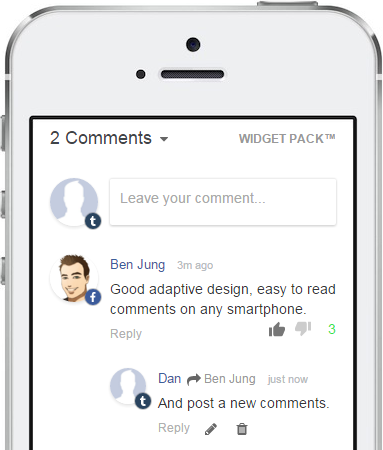 2 Comments WIDGET PACK™
Leave your comment...
Ben Jung 3m ago
Good adaptive design, easy to read
comments on any smartphone.
Reply 3
Dan Ben Jung just now
And post a new comments.
Reply